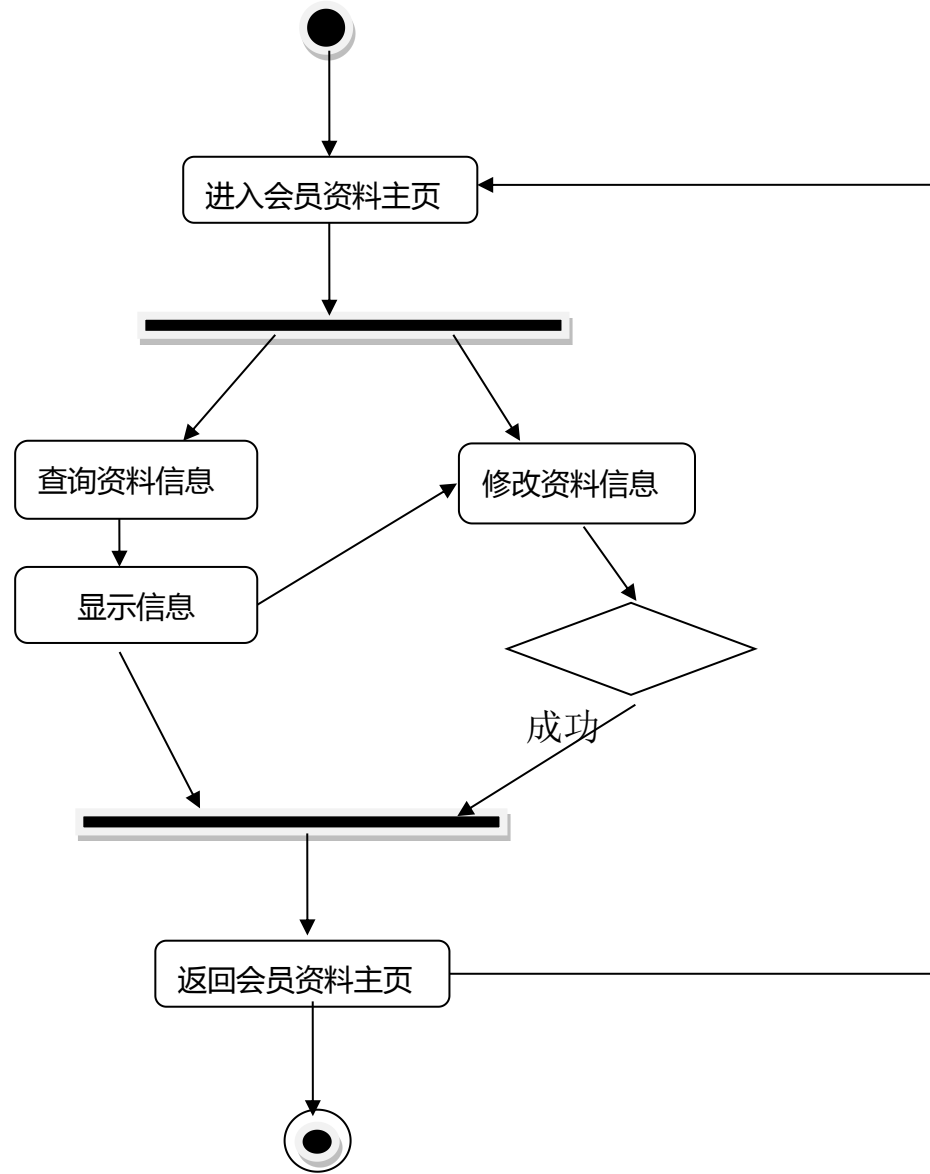 进入会员资料主页
查询资料信息
修改资料信息
显示信息
成功
返回会员资料主页